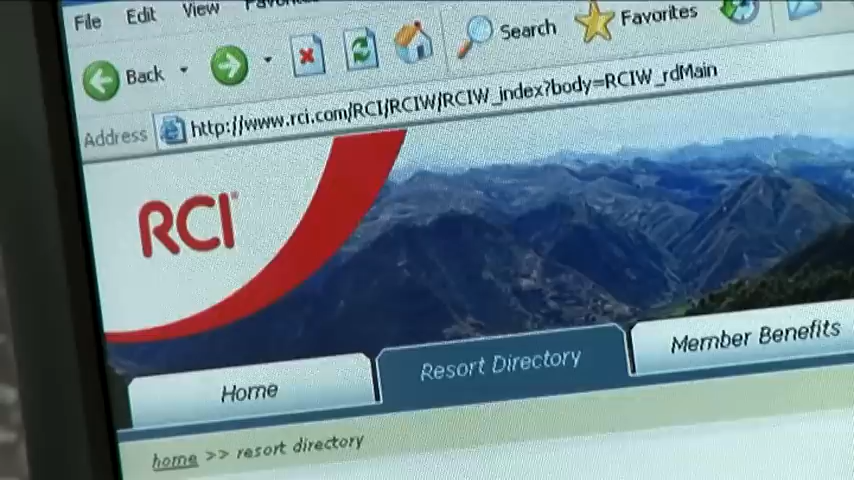 File Edit View
Back Search Favorites
Address http://www.rci.com/RCI/RCIW/RCIW_index?body=RCIW_rdMain
RCI®
Home Resort Directory Member Benefits
home >> resort directory